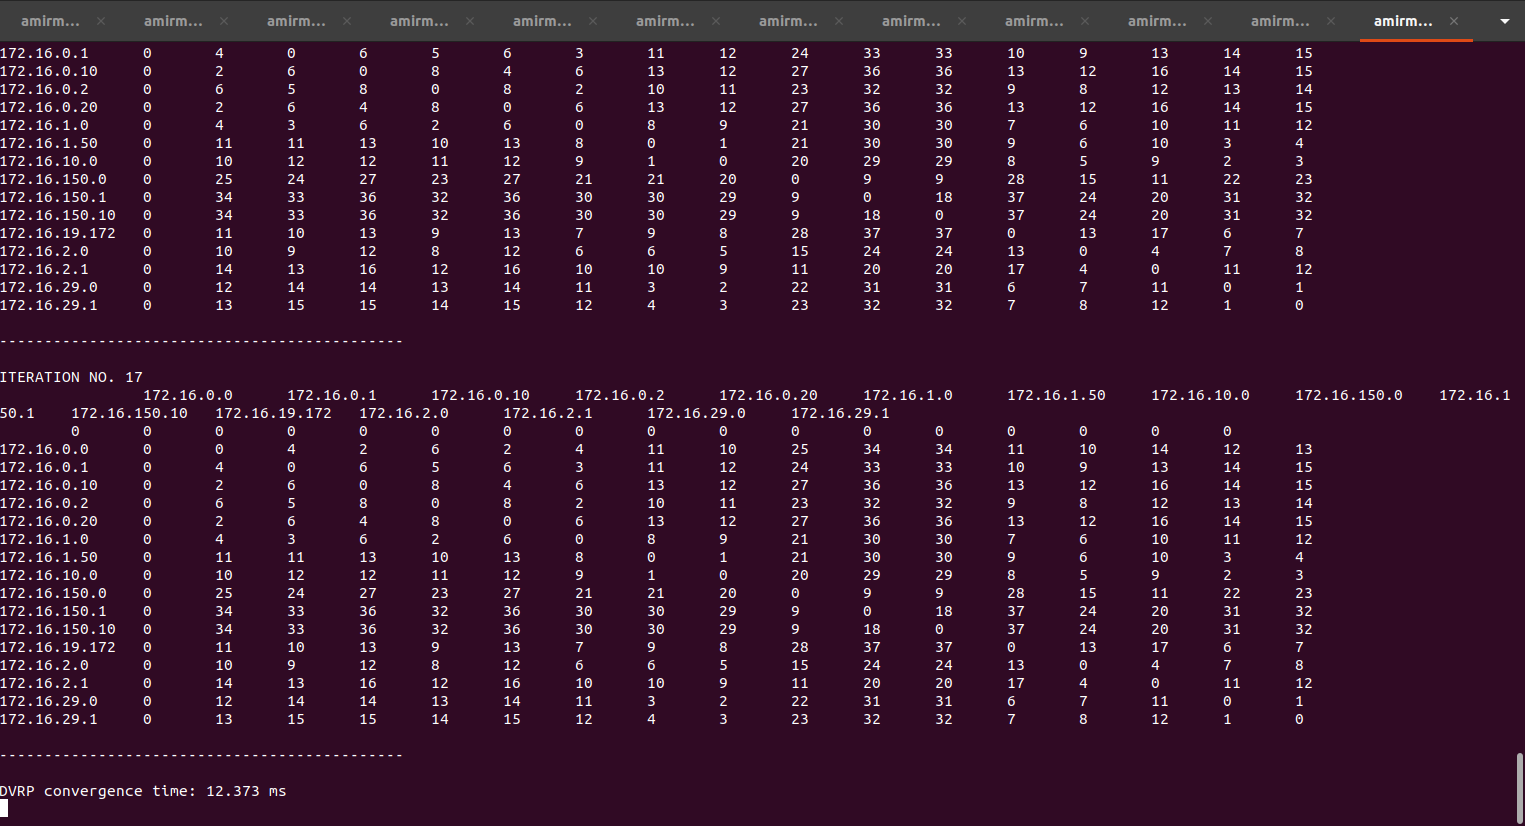 amirm... × amirm... × amirm... × amirm... × amirm... × amirm... × amirm... × amirm... × amirm... × amirm... × amirm... × amirm... ×
172.16.0.1 0 4 0 6 5 6 3 11 12 24 33 33 10 9 13 14 15
172.16.0.10 0 2 6 0 8 4 6 13 12 27 36 36 13 12 16 14 15
172.16.0.2 0 6 5 8 0 8 2 10 11 23 32 32 9 8 12 13 14
172.16.0.20 0 2 6 4 8 0 6 13 12 27 36 36 13 12 16 14 15
172.16.1.0 0 4 3 6 2 6 0 8 9 21 30 30 7 6 10 11 12
172.16.1.50 0 11 11 13 10 13 8 0 1 21 30 30 9 6 10 3 4
172.16.10.0 0 10 12 12 11 12 9 1 0 20 29 29 8 5 9 2 3
172.16.150.0 0 25 24 27 23 27 21 21 20 0 9 9 28 15 11 22 23
172.16.150.1 0 34 33 36 32 36 30 30 29 9 0 18 37 24 20 31 32
172.16.150.10 0 34 33 36 32 36 30 30 29 9 18 0 37 24 20 31 32
172.16.19.172 0 11 10 13 9 13 7 9 8 28 37 37 0 13 17 6 7
172.16.2.0 0 10 9 12 8 12 6 6 5 15 24 24 13 0 4 7 8
172.16.2.1 0 14 13 16 12 16 10 10 9 11 20 20 17 4 0 11 12
172.16.29.0 0 12 14 14 13 14 11 3 2 22 31 31 6 7 11 0 1
172.16.29.1 0 13 15 15 14 15 12 4 3 23 32 32 7 8 12 1 0
---------------------------------------------
ITERATION NO. 17
172.16.0.0 172.16.0.1 172.16.0.10 172.16.0.2 172.16.0.20 172.16.1.0 172.16.1.50 172.16.10.0 172.16.150.0 172.16.1
50.1 172.16.150.10 172.16.19.172 172.16.2.0 172.16.2.1 172.16.29.0 172.16.29.1
0 0 0 0 0 0 0 0 0 0 0 0 0 0 0 0 0
172.16.0.0 0 0 4 2 6 2 4 11 10 25 34 34 11 10 14 12 13
172.16.0.1 0 4 0 6 5 6 3 11 12 24 33 33 10 9 13 14 15
172.16.0.10 0 2 6 0 8 4 6 13 12 27 36 36 13 12 16 14 15
172.16.0.2 0 6 5 8 0 8 2 10 11 23 32 32 9 8 12 13 14
172.16.0.20 0 2 6 4 8 0 6 13 12 27 36 36 13 12 16 14 15
172.16.1.0 0 4 3 6 2 6 0 8 9 21 30 30 7 6 10 11 12
172.16.1.50 0 11 11 13 10 13 8 0 1 21 30 30 9 6 10 3 4
172.16.10.0 0 10 12 12 11 12 9 1 0 20 29 29 8 5 9 2 3
172.16.150.0 0 25 24 27 23 27 21 21 20 0 9 9 28 15 11 22 23
172.16.150.1 0 34 33 36 32 36 30 30 29 9 0 18 37 24 20 31 32
172.16.150.10 0 34 33 36 32 36 30 30 29 9 18 0 37 24 20 31 32
172.16.19.172 0 11 10 13 9 13 7 9 8 28 37 37 0 13 17 6 7
172.16.2.0 0 10 9 12 8 12 6 6 5 15 24 24 13 0 4 7 8
172.16.2.1 0 14 13 16 12 16 10 10 9 11 20 20 17 4 0 11 12
172.16.29.0 0 12 14 14 13 14 11 3 2 22 31 31 6 7 11 0 1
172.16.29.1 0 13 15 15 14 15 12 4 3 23 32 32 7 8 12 1 0
---------------------------------------------
DVRP convergence time: 12.373 ms